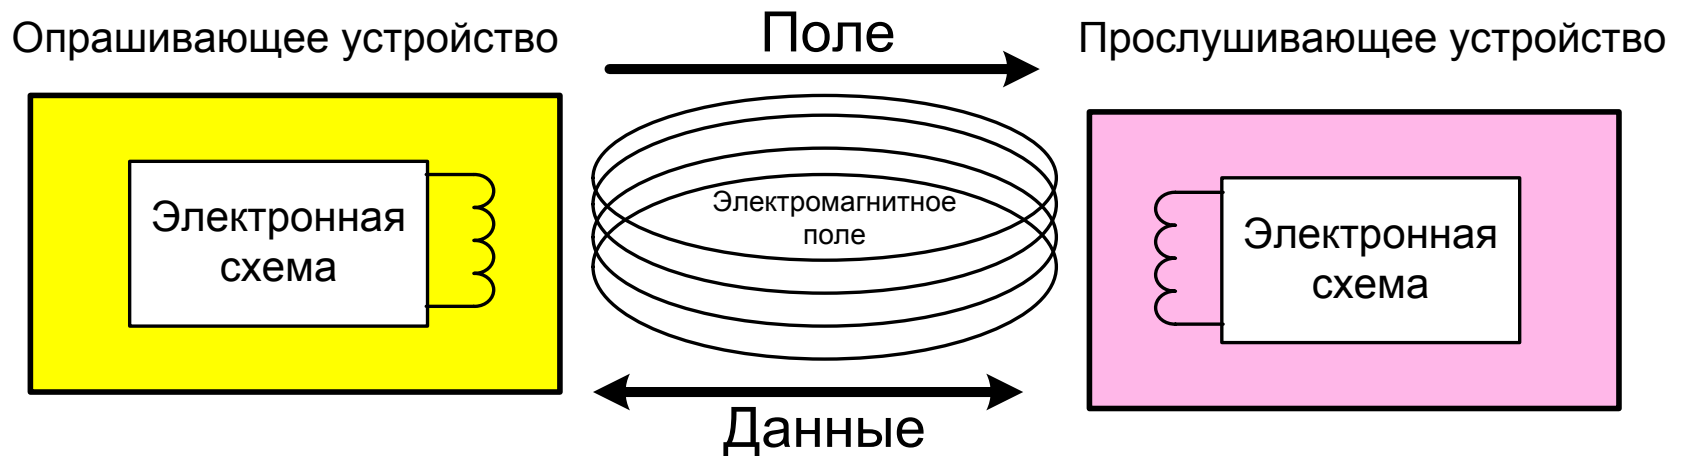 Опрашивающее устройство
Поле
Прослушивающее устройство
Электронная
схема
Электромагнитное
поле
Электронная
схема
Данные